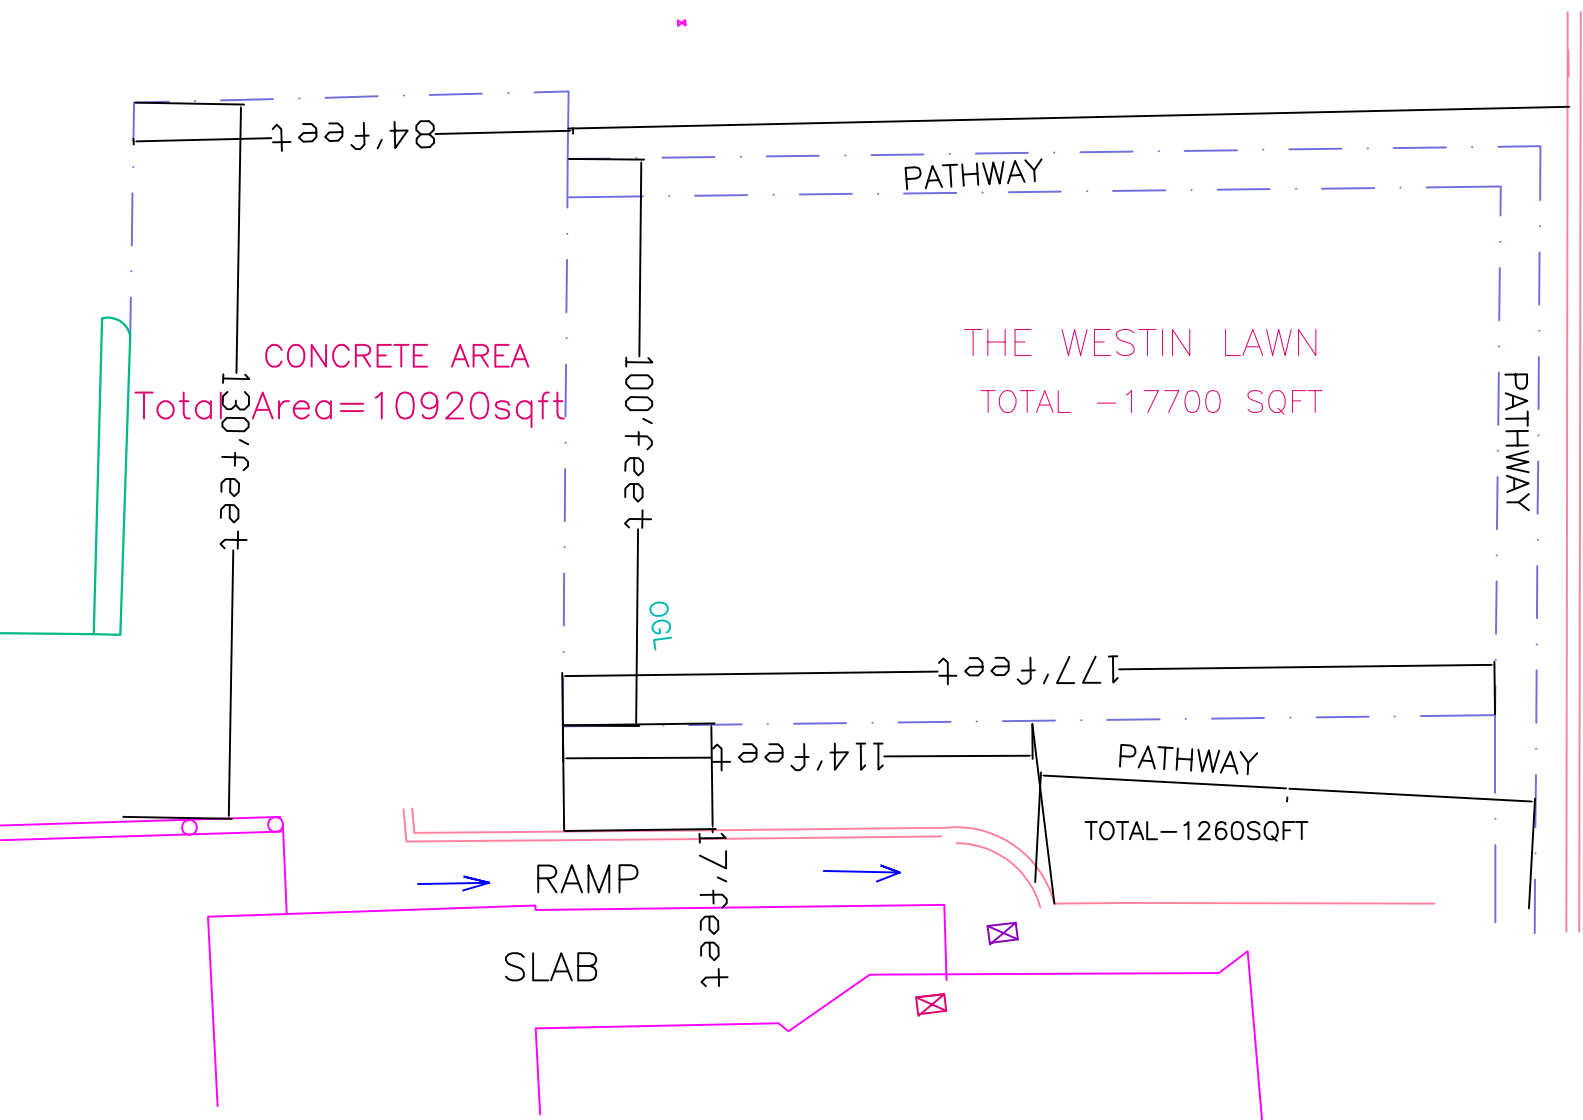 84'feet
PATHWAY
CONCRETE AREA
Total Area=10920sqft
130'feet
100'feet
THE WESTIN LAWN
TOTAL -17700 SQFT
PATHWAY
OGL
177'feet
114'feet
PATHWAY
TOTAL-1260SQFT
17'feet
RAMP
SLAB